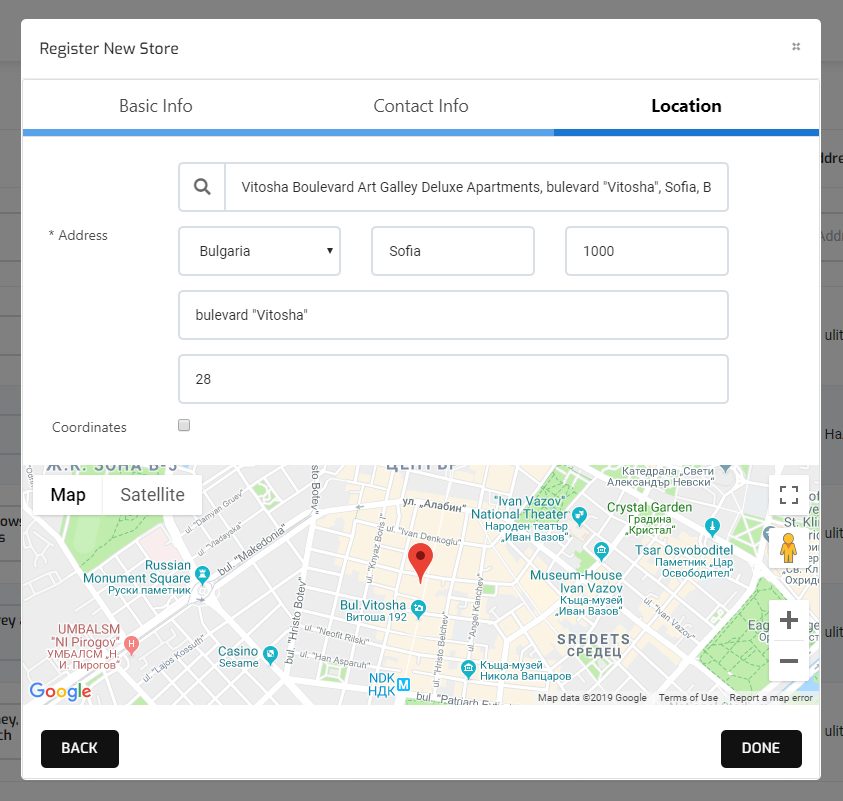 Register New Store
Basic Info
Contact Info
Location
Vitosha Boulevard Art Galley Deluxe Apartments, bulevard "Vitosha", Sofia, B
* Address
Bulgaria
Sofia
1000
bulevard "Vitosha"
28
Coordinates
Map
Satellite
ЦЕНТЪР
Катедрала „Свети
Александър Невски"
ul. "Damyan Gruev"
ul. "Vladayska"
bul. "Makedonia"
ул. „Алабин"
ul. "Ivan Denkoglu"
ul. "Knyaz Boris I"
"Ivan Vazov"
National Theater
Народен театър
„Иван Вазов"
Crystal Garden
Градина
„Кристал"
Tsar Osvoboditel
Паметник „Цар
Освободител"
Russian
Monument Square
Руски паметник
Museum-House
Ivan Vazov
Къща-музей
„Иван Вазов"
Bul.Vitosha
Витоша 192
ul. "Angel Kanchev"
ul. "Hristo Belchev"
bul. "Hristo Botev"
ul. "Neofit Rilski"
ul. "Han Asparuh"
ul. "Ivan Vazov"
UMBALSM
"NI Pirogov"
УМБАЛСМ „Н.
И. Пирогов"
ul. "Lajos Kossuth"
Casino
Sesame
SREDETS
СРЕДЕЦ
Къща-музей
Никола Вапцаров
NDK
НДК
Google
Map data ©2019 Google
Terms of Use
Report a map error
BACK
DONE